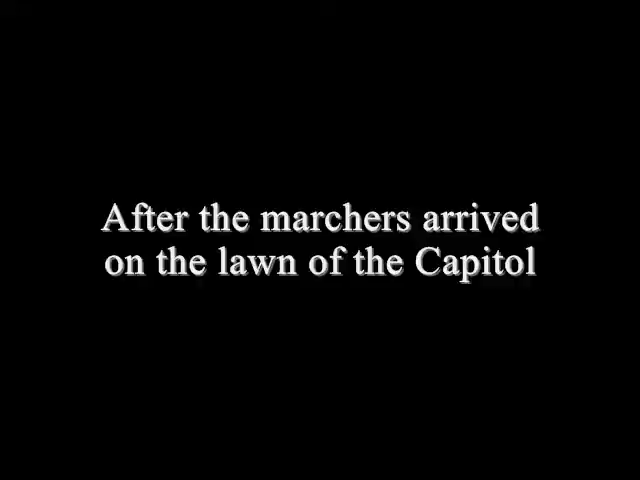 After the marchers arrived
on the lawn of the Capitol